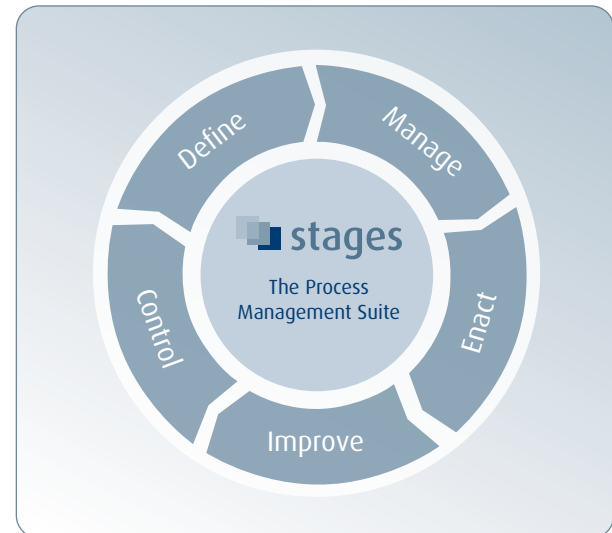 Define
Manage
Enact
Improve
Control
stages
The Process
Management Suite